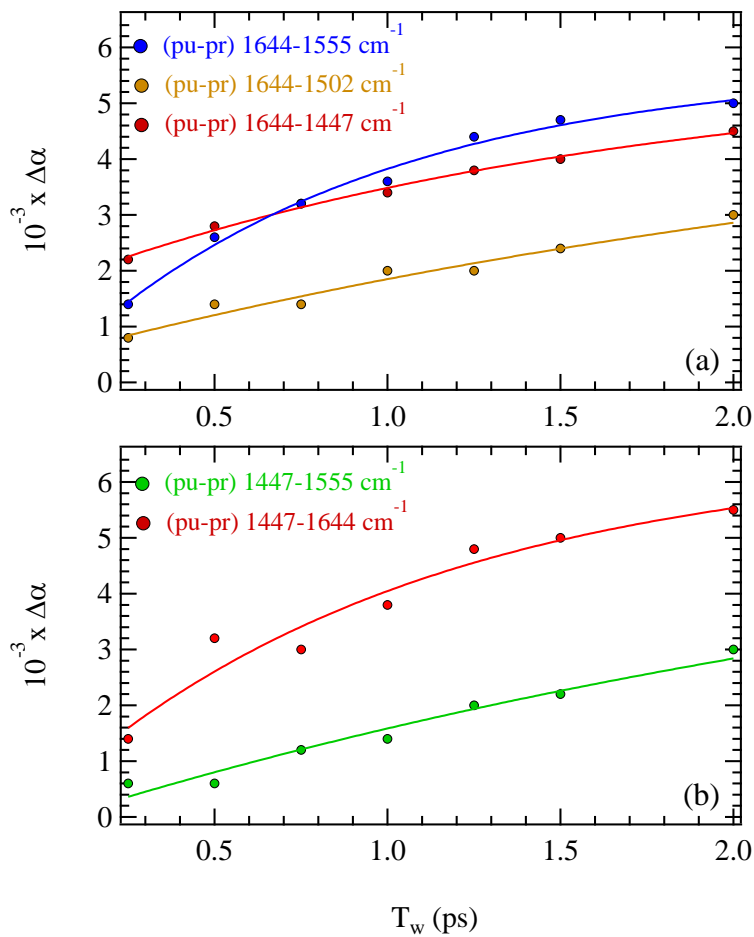 6
5
4
3
2
1
0
10⁻³ x Δα
(pu-pr) 1644-1555 cm⁻¹
(pu-pr) 1644-1502 cm⁻¹
(pu-pr) 1644-1447 cm⁻¹
(a)
0.5 1.0 1.5 2.0
6
5
4
3
2
1
0
10⁻³ x Δα
(pu-pr) 1447-1555 cm⁻¹
(pu-pr) 1447-1644 cm⁻¹
(b)
0.5 1.0 1.5 2.0
T_w (ps)